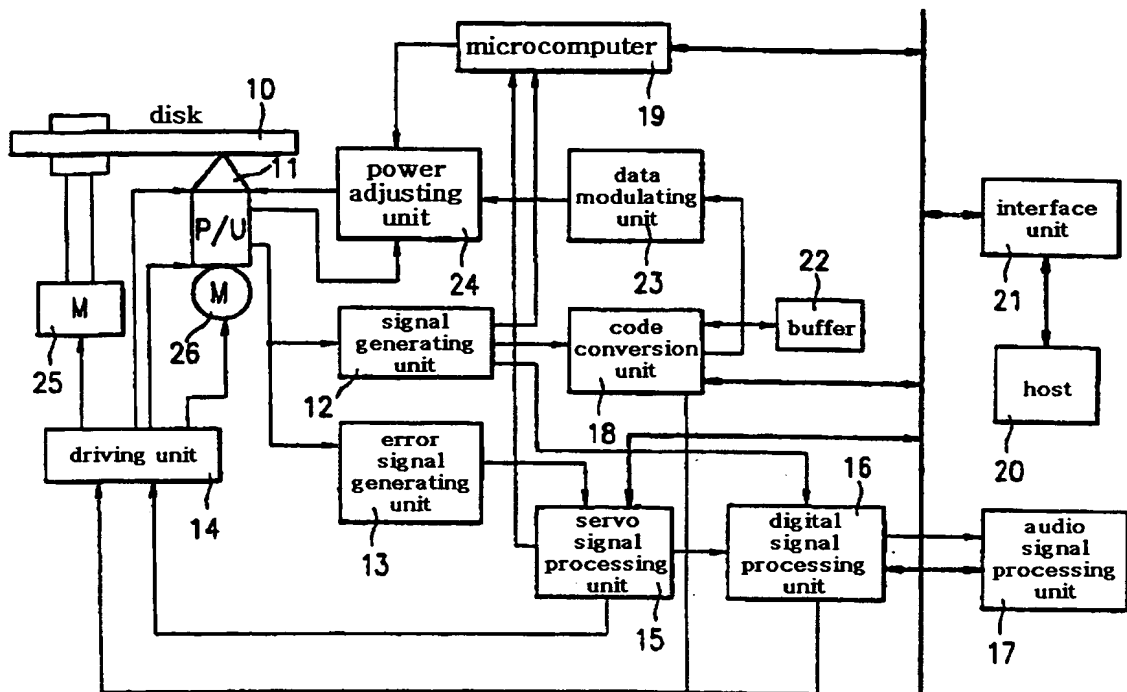 microcomputer
19
disk
10
11
power
adjusting
unit
24
data
modulating
unit
23
interface
unit
21
P/U
M
25
M
26
signal
generating
unit
12
code
conversion
unit
18
22
buffer
host
20
driving unit
14
error
signal
generating
unit
13
servo
signal
processing
unit
15
16
digital
signal
processing
unit
audio
signal
processing
unit
17